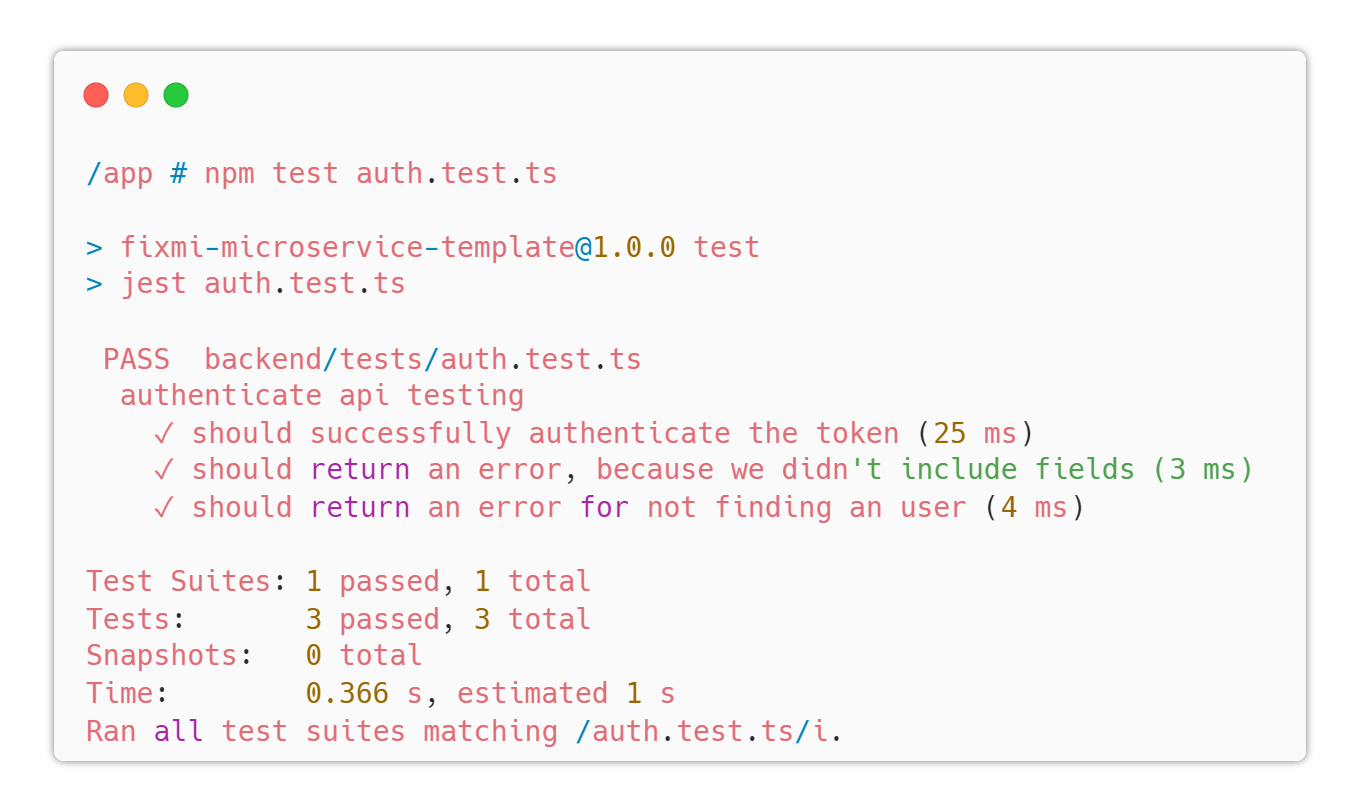 /app # npm test auth.test.ts
> fixmi-microservice-template@1.0.0 test
> jest auth.test.ts
PASS  backend/tests/auth.test.ts
authenticate api testing
✓ should successfully authenticate the token (25 ms)
✓ should return an error, because we didn't include fields (3 ms)
✓ should return an error for not finding an user (4 ms)
Test Suites: 1 passed, 1 total
Tests:       3 passed, 3 total
Snapshots:   0 total
Time:        0.366 s, estimated 1 s
Ran all test suites matching /auth.test.ts/i.